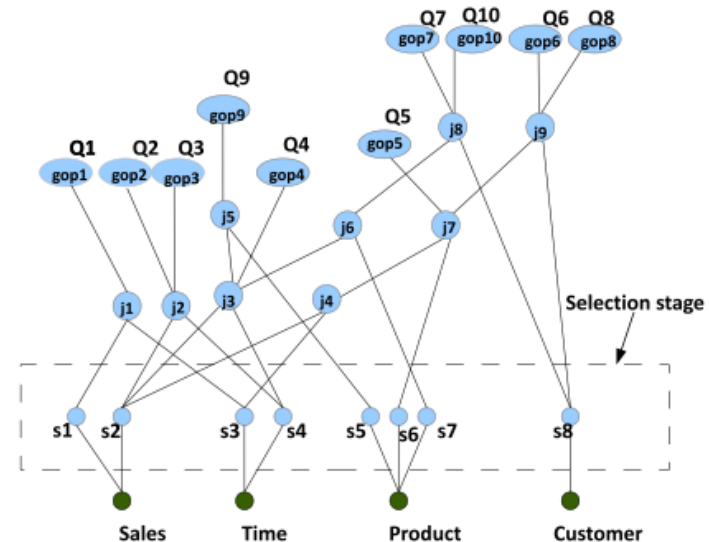 Q7 Q10 Q6 Q8
gop7 gop10 gop6 gop8
Q9
gop9
j8 j9
Q5
gop5
Q1 Q2 Q3 Q4
gop1 gop2 gop3 gop4
j5 j6 j7
j1 j2 j3 j4
Selection stage
s1 s2 s3 s4 s5 s6 s7 s8
Sales Time Product Customer